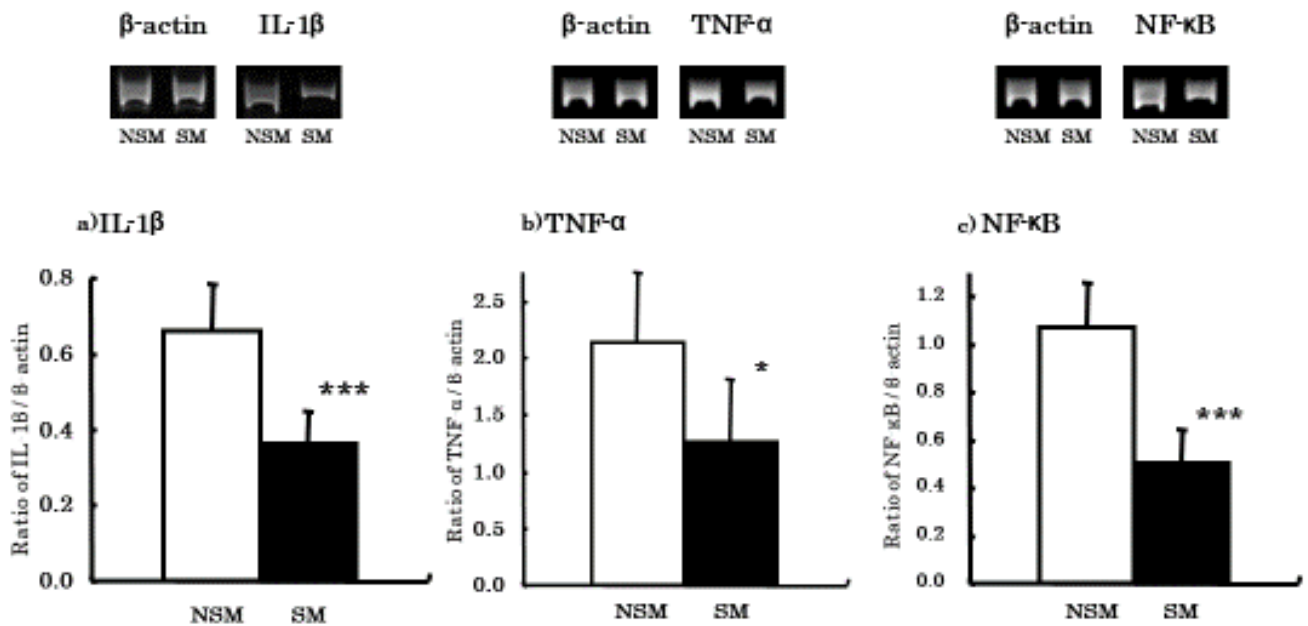 β-actin IL-1β
NSM SM NSM SM
β-actin TNF-α
NSM SM NSM SM
β-actin NF-κB
NSM SM NSM SM
a)IL-1β
Ratio of IL 1β / β actin
0.8
0.6
0.4
0.2
0.0
***
NSM SM
b)TNF-α
Ratio of TNF α / β actin
2.5
2.0
1.5
1.0
0.5
0.0
*
NSM SM
c) NF-κB
Ratio of NF κB / β actin
1.2
1.0
0.8
0.6
0.4
0.2
0.0
***
NSM SM